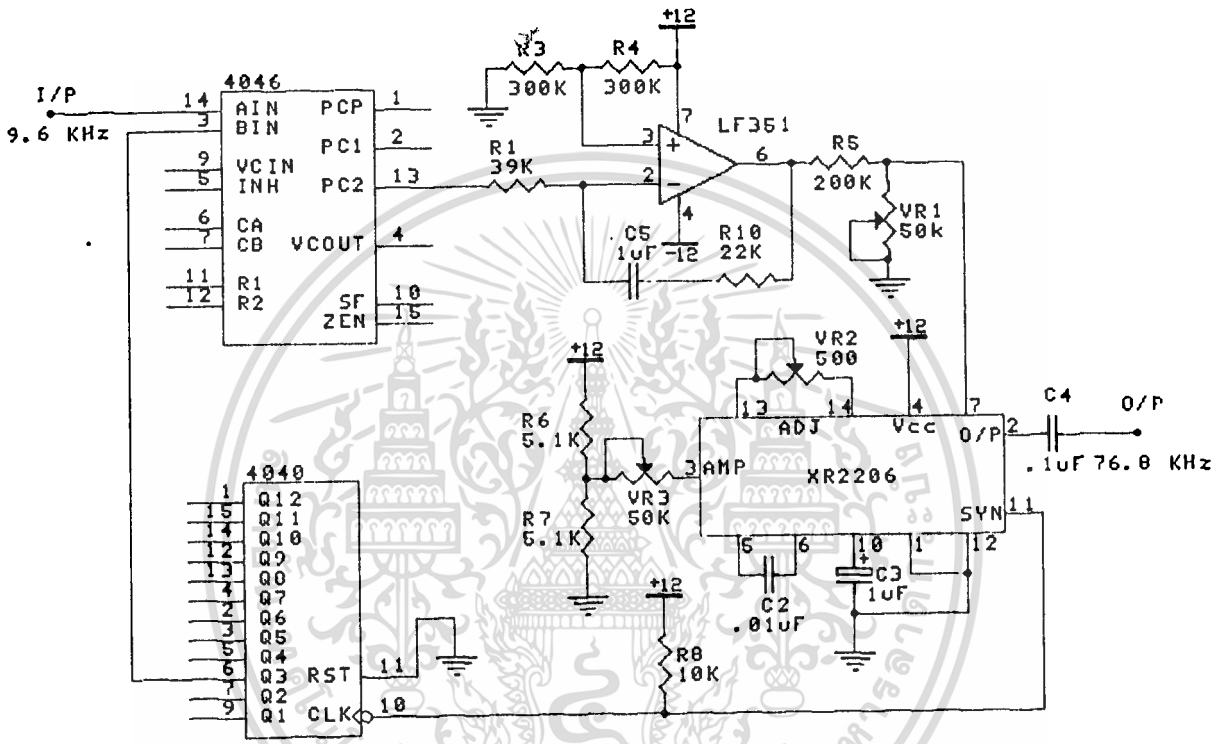 +12
R3
300K
R4
300K
4046
I/P
9.6 KHz
14
AIN
3
BIN
9
VCIN
5
INH
6
CA
7
CB
11
R1
12
R2
PCP
1
PC1
2
PC2
13
VCOUT
4
SF
10
ZEN
15
R1
39K
3
+
2
-
7
LF351
6
4
-12
C5
1uF
R10
22K
R5
200K
VR1
50k
+12
VR2
500
+12
R6
5.1K
R7
5.1K
VR3
50K
13
ADJ
14
4
Vcc
7
3
AMP
XR2206
O/P
2
SYN
11
5
6
10
1
12
C4
.1uF
O/P
76.8 KHz
C2
.01uF
+
C3
1uF
4040
1
Q12
15
Q11
14
Q10
12
Q9
13
Q8
4
Q7
2
Q6
3
Q5
5
Q4
6
Q3
7
Q2
9
Q1
RST
11
CLK
10
+12
R8
10K